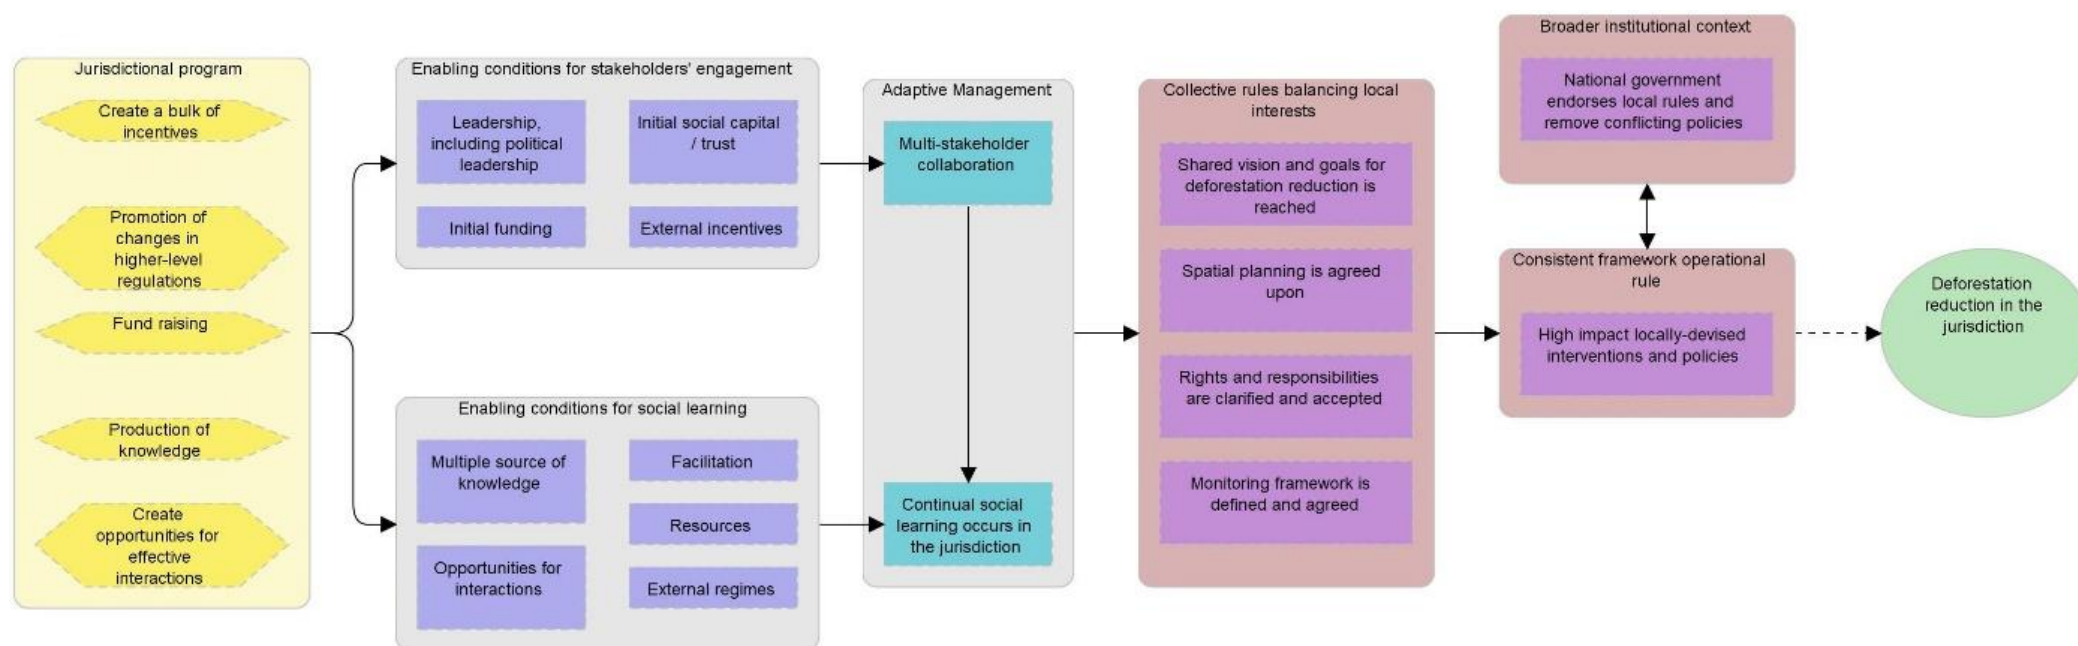 Jurisdictional program
Create a bulk of
incentives
Promotion of
changes in
higher-level
regulations
Fund raising
Production of
knowledge
Create
opportunities for
effective
interactions
Enabling conditions for stakeholders' engagement
Leadership,
including political
leadership
Initial social capital
/ trust
Initial funding
External incentives
Enabling conditions for social learning
Multiple source of
knowledge
Facilitation
Resources
Opportunities for
interactions
External regimes
Adaptive Management
Multi-stakeholder
collaboration
Continual social
learning occurs in
the jurisdiction
Collective rules balancing local
interests
Shared vision and goals for
deforestation reduction is
reached
Spatial planning is agreed
upon
Rights and responsibilities
are clarified and accepted
Monitoring framework is
defined and agreed
Broader institutional context
National government
endorses local rules and
remove conflicting policies
Consistent framework operational
rule
High impact locally-devised
interventions and policies
Deforestation
reduction in the
jurisdiction